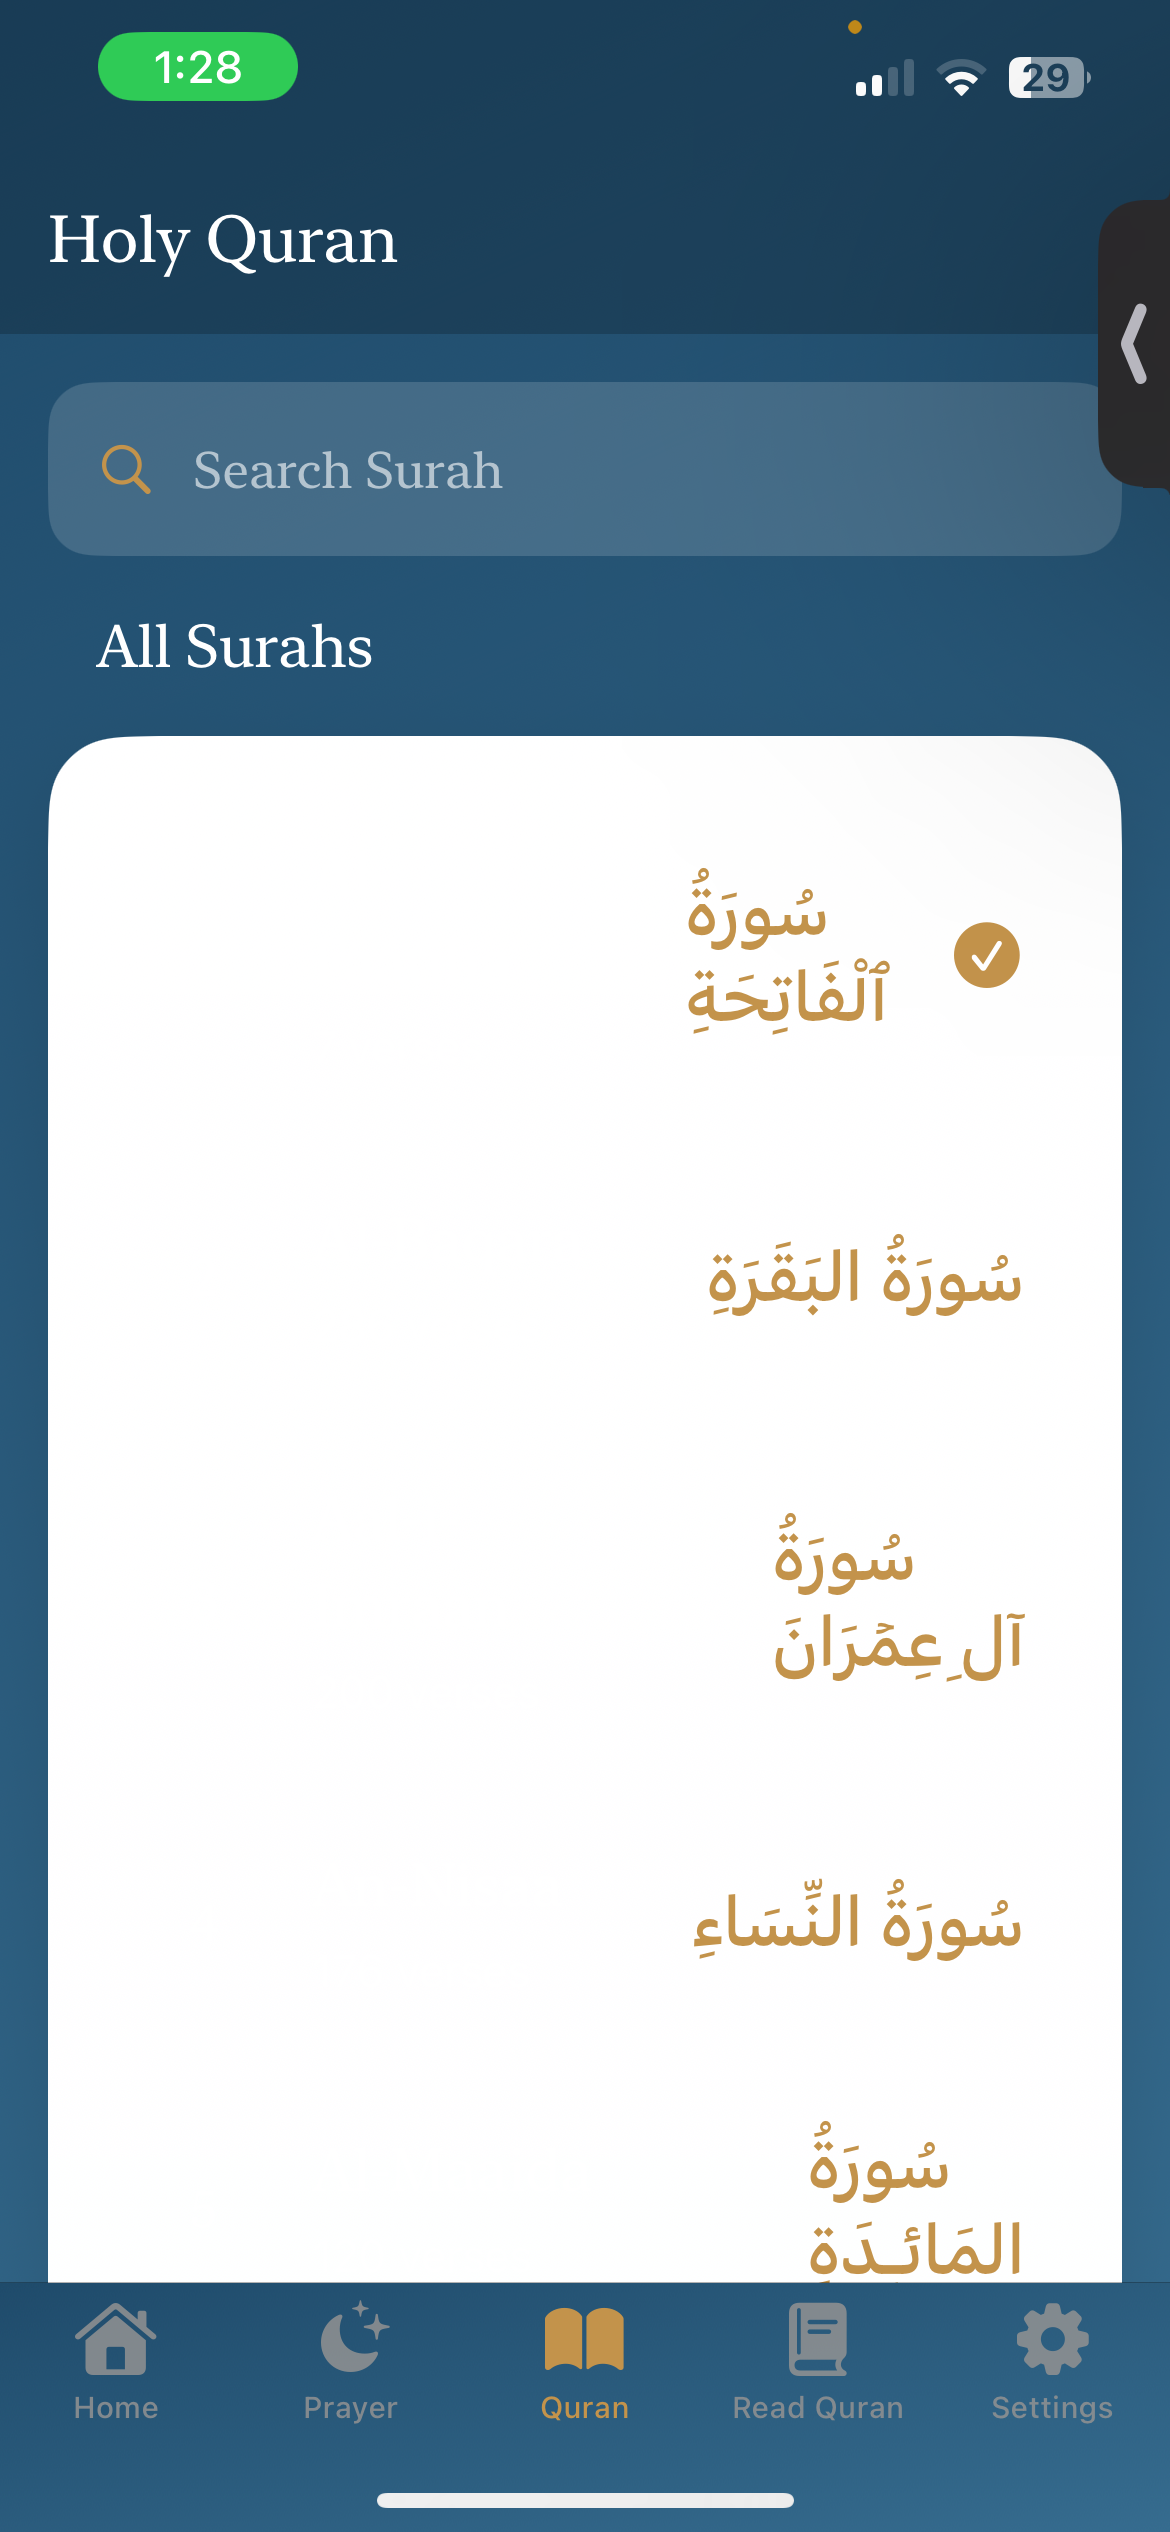 1:28
29
Holy Quran
Search Surah
All Surahs
سُورَةُ
ٱلْفَاتِحَةِ
سُورَةُ البَقَرَةِ
سُورَةُ
آلِ عِمۡرَانَ
سُورَةُ النِّسَاءِ
سُورَةُ
المَائـِدَةِ
Home
Prayer
Quran
Read Quran
Settings